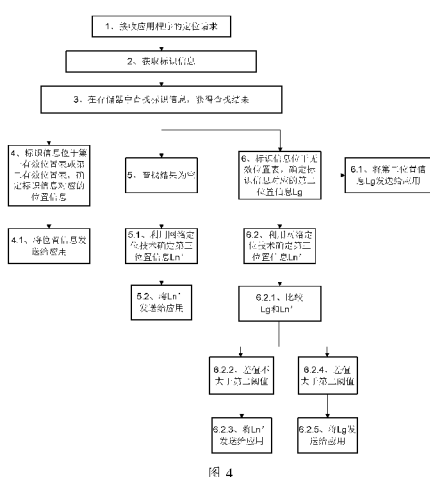 1、接收应用程序的定位请求
2、获取标识信息
3、在存储器中查找标识信息，获得查找结果
4、标识信息位于第
一有效位置表或第
二有效位置表，确
定标识信息对应的
位置信息
5、查找结果为空
6、标识信息位于无
效位置表，确定标
识信息对应的第二
位置信息Lg
6.1、将第二位置信
息Lg发送给应用
4.1、将位置信息发
送给应用
5.1、利用网络定
位技术确定第三
位置信息Ln'
6.2、利用网络定
位技术确定第三
位置信息Ln'
5.2、将Ln'
发送给应用
6.2.1、比较
Lg和Ln'
6.2.2、差值不
大于第二阈值
6.2.4、差值
大于第二阈值
6.2.3、将Ln'
发送给应用
6.2.5、将Lg发
送给应用
图 4